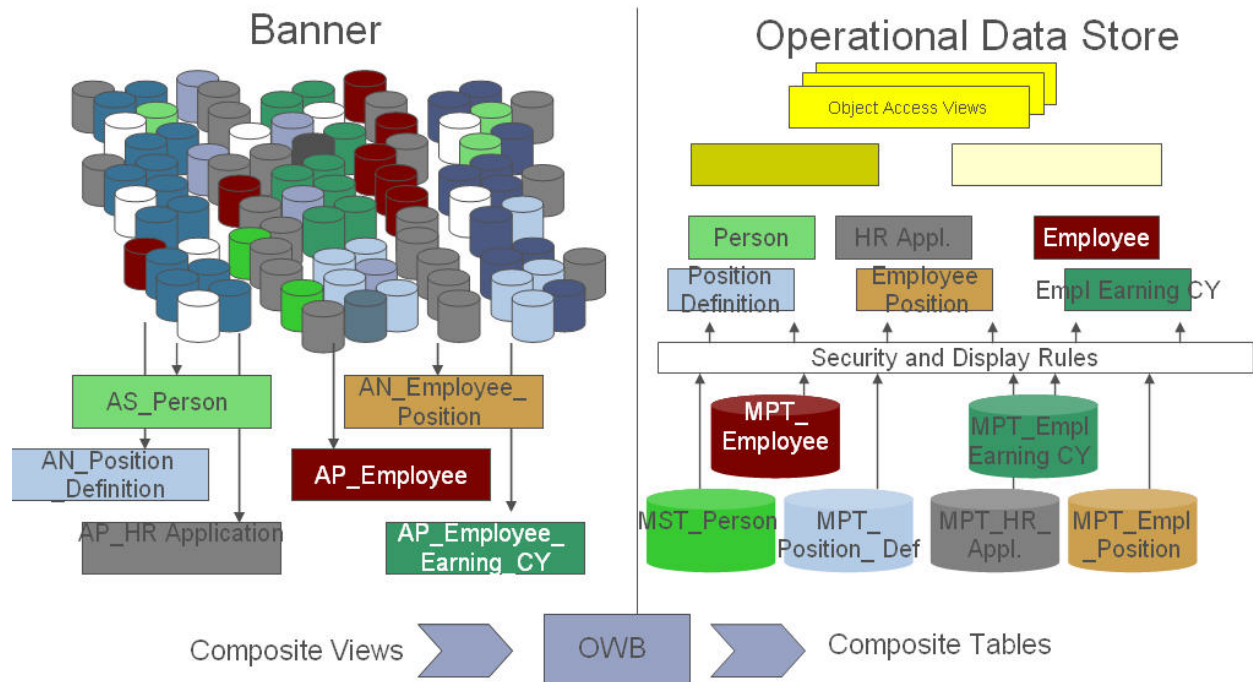 Banner
Operational Data Store
Object Access Views
Person
HR Appl.
Employee
Position
Definition
Employee
Position
Empl Earning CY
Security and Display Rules
AS_Person
AN_Employee_
Position
AN_Position
_Definition
AP_Employee
AP_HR Application
AP_Employee_
Earning_CY
MPT_
Employee
MPT_Empl
Earning CY
MST_Person
MPT_
Position_ Def
MPT_HR_
Appl.
MPT_Empl
_Position
Composite Views
OWB
Composite Tables